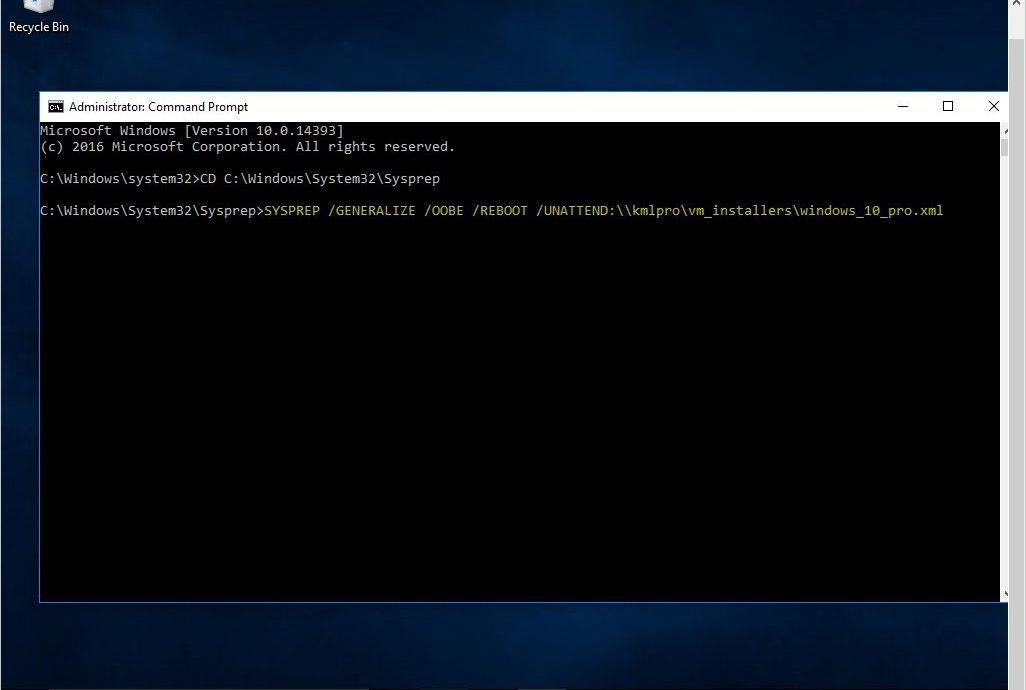 Recycle Bin
Administrator: Command Prompt
Microsoft Windows [Version 10.0.14393]
(c) 2016 Microsoft Corporation. All rights reserved.
C:\Windows\system32>CD C:\Windows\System32\Sysprep
C:\Windows\System32\Sysprep>SYSPREP /GENERALIZE /OOBE /REBOOT /UNATTEND:\\kmlpro\vm_installers\windows_10_pro.xml